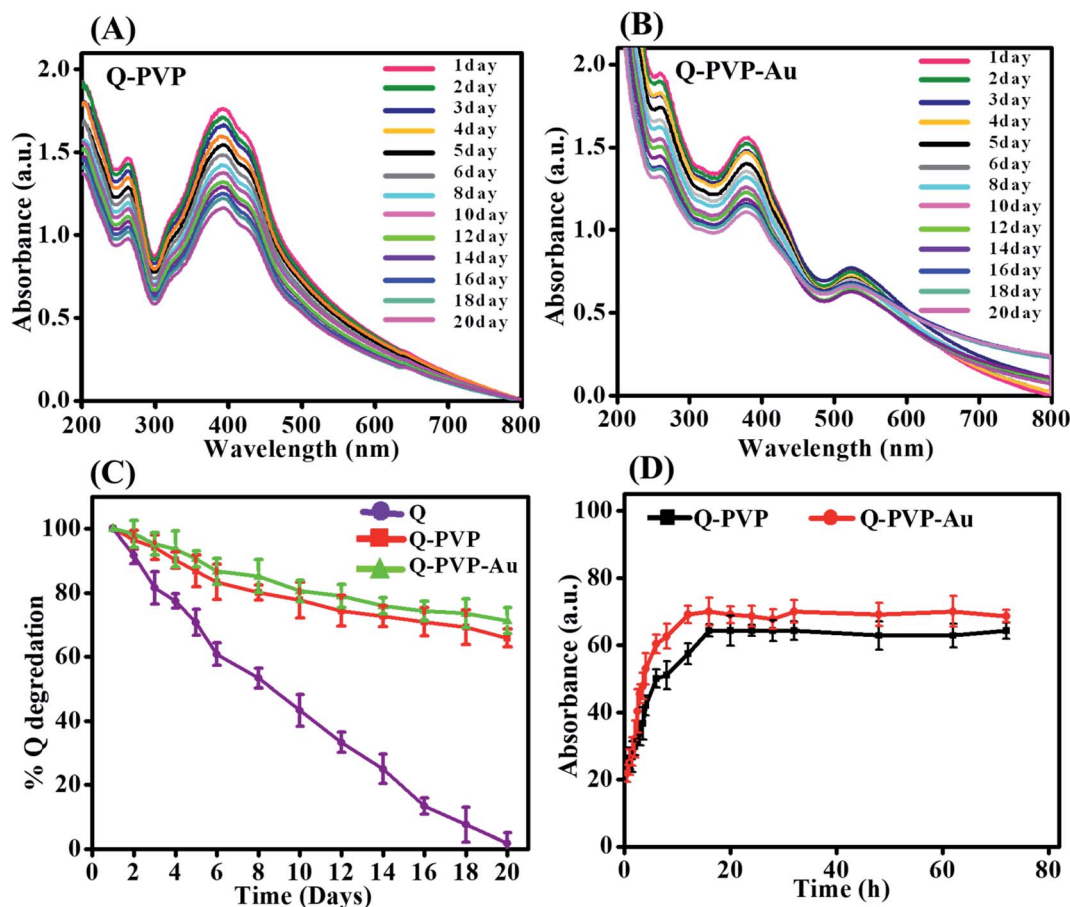 (A)
Q-PVP
1day
2day
3day
4day
5day
6day
8day
10day
12day
14day
16day
18day
20day
Absorbance (a.u.)
2.0
1.5
1.0
0.5
0.0
200 300 400 500 600 700 800
Wavelength (nm)
(B)
Q-PVP-Au
1day
2day
3day
4day
5day
6day
8day
10day
12day
14day
16day
18day
20day
Absorbance (a.u.)
2.0
1.5
1.0
0.5
0.0
200 300 400 500 600 700 800
Wavelength (nm)
(C)
Q
Q-PVP
Q-PVP-Au
% Q degredation
100
80
60
40
20
0
0 2 4 6 8 10 12 14 16 18 20
Time (Days)
(D)
Q-PVP Q-PVP-Au
Absorbance (a.u.)
100
80
60
40
20
0
0 20 40 60 80
Time (h)